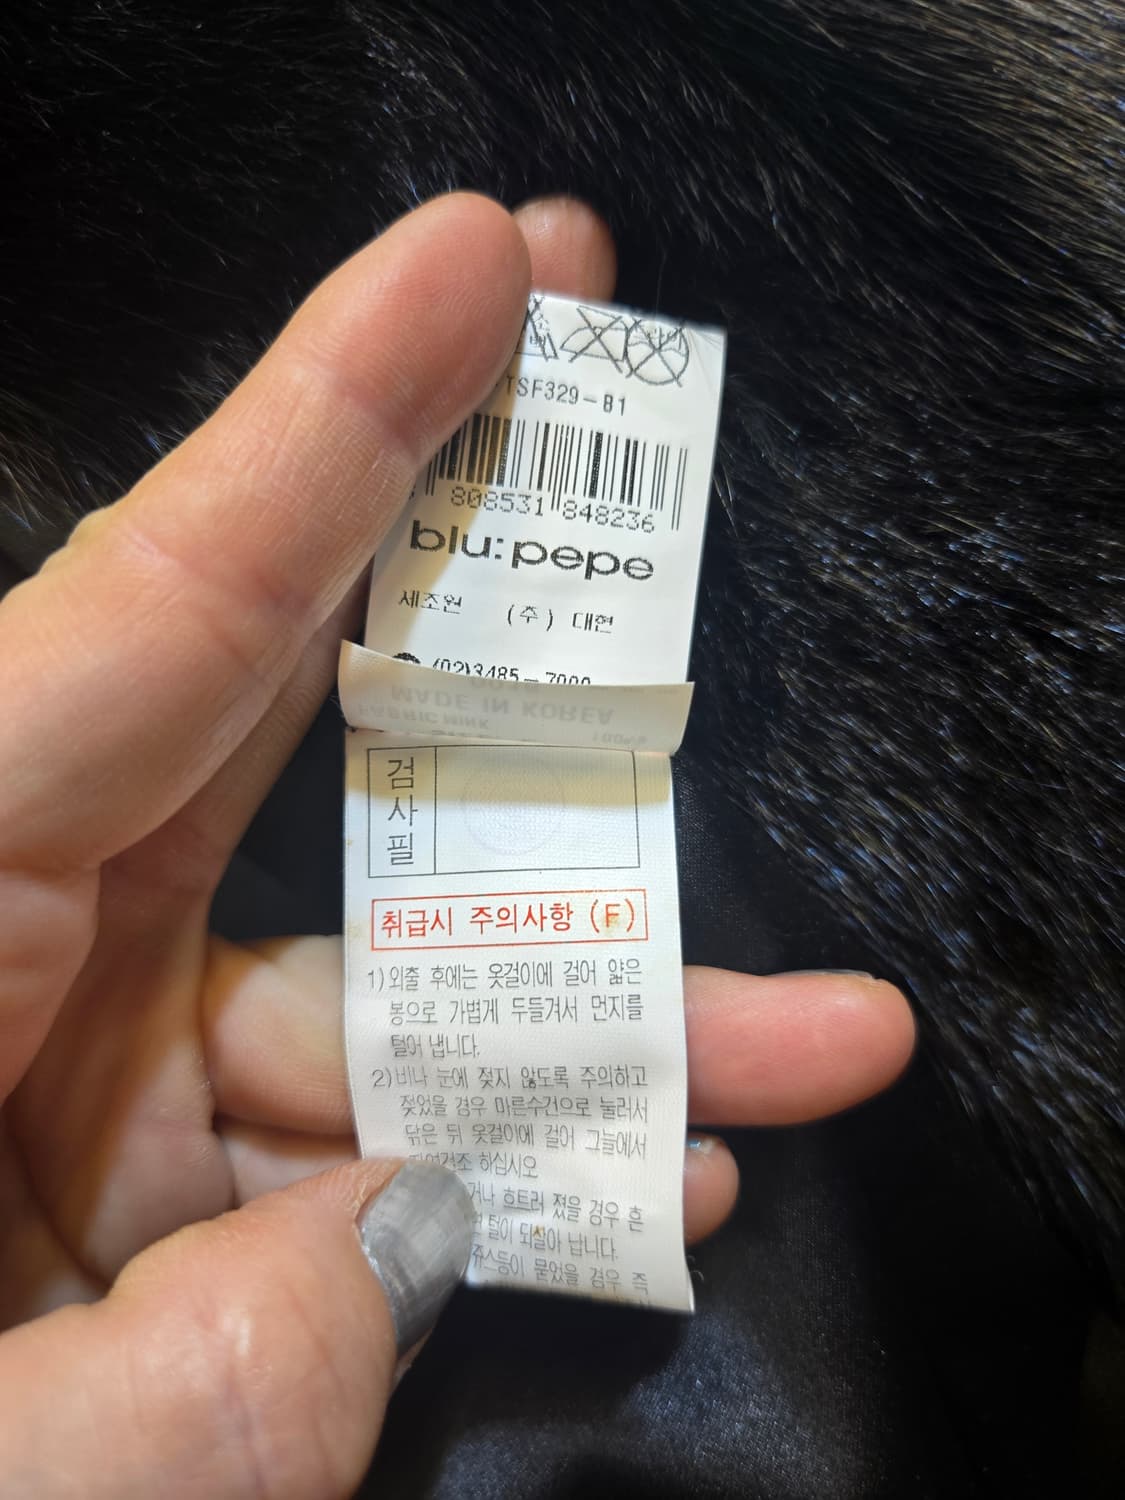 TSF329-B1
808531 848236
blu:pepe
제조원 (주) 대현
(02)3485-7000
MADE IN KOREA
FABRIC MINK 100%
검사필
취급시 주의사항 (F)
1) 외출 후에는 옷걸이에 걸어 얇은
봉으로 가볍게 두들겨서 먼지를
털어 냅니다.
2) 비나 눈에 젖지 않도록 주의하고
젖었을 경우 마른수건으로 눌러서
닦은 뒤 옷걸이에 걸어 그늘에서
하십시오
거나 흐트러 졌을 경우 흔
털이 되살아 납니다.
쥬스등이 묻었을 경우 즉